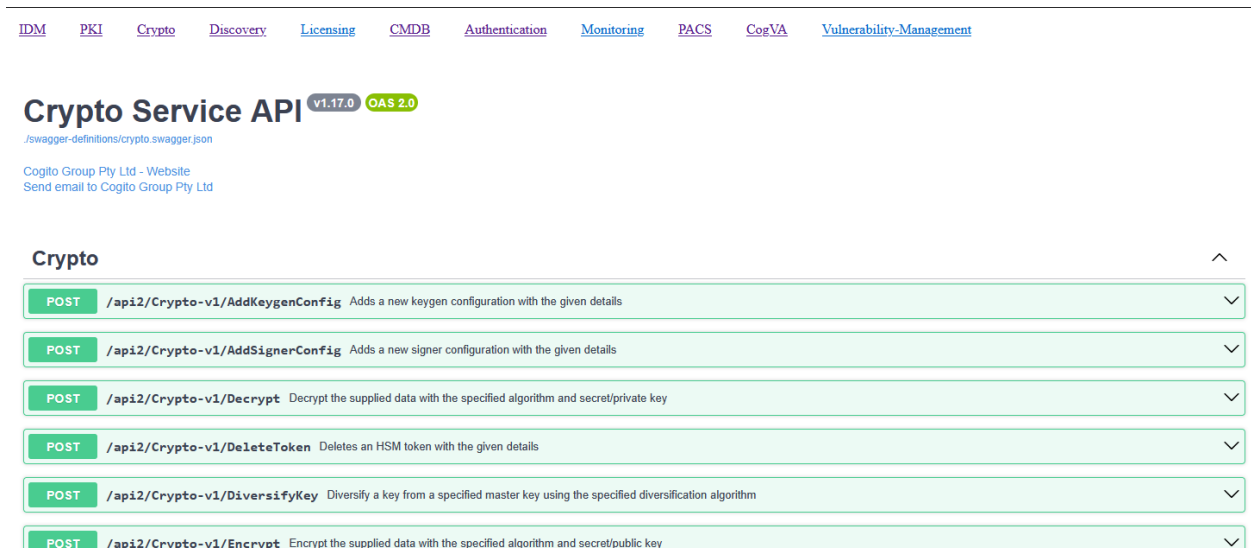 IDM PKI Crypto Discovery Licensing CMDB Authentication Monitoring PACS CogVA Vulnerability-Management
Crypto Service API v1.17.0 OAS 2.0
./swagger-definitions/crypto.swagger.json
Cogito Group Pty Ltd - Website
Send email to Cogito Group Pty Ltd
Crypto
POST /api2/Crypto-v1/AddKeygenConfig Adds a new keygen configuration with the given details
POST /api2/Crypto-v1/AddSignerConfig Adds a new signer configuration with the given details
POST /api2/Crypto-v1/Decrypt Decrypt the supplied data with the specified algorithm and secret/private key
POST /api2/Crypto-v1/DeleteToken Deletes an HSM token with the given details
POST /api2/Crypto-v1/DiversifyKey Diversify a key from a specified master key using the specified diversification algorithm
POST /api2/Crypto-v1/Encrypt Encrypt the supplied data with the specified algorithm and secret/public key